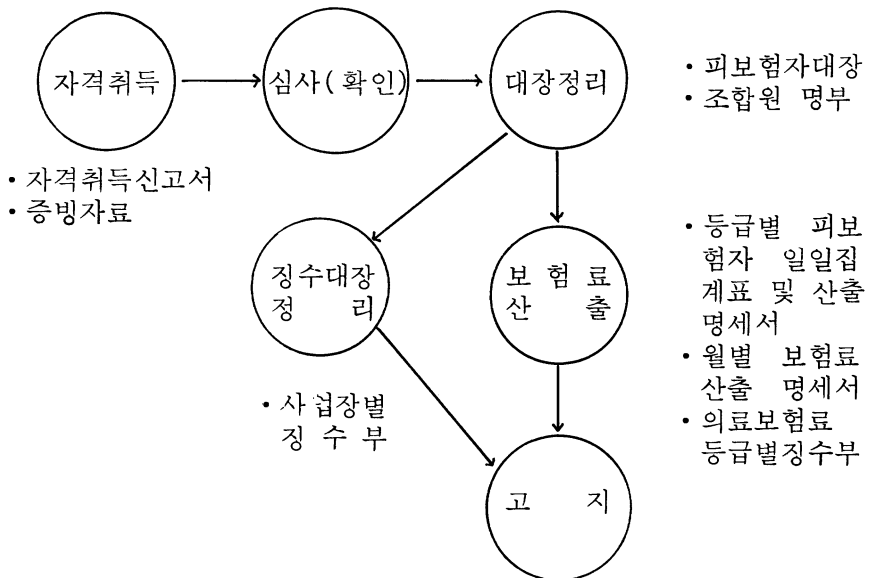 자격취득
심사(확인)
대장정리
· 피보험자대장
· 조합원 명부
· 자격취득신고서
· 증빙자료
징수대장
정 리
보 험 료
산 출
· 등급별 피보
험자 일일집
계표 및 산출
명세서
· 월별 보험료
산출 명세서
· 의료보험료
등급별징수부
· 사업장별
징 수 부
고 지